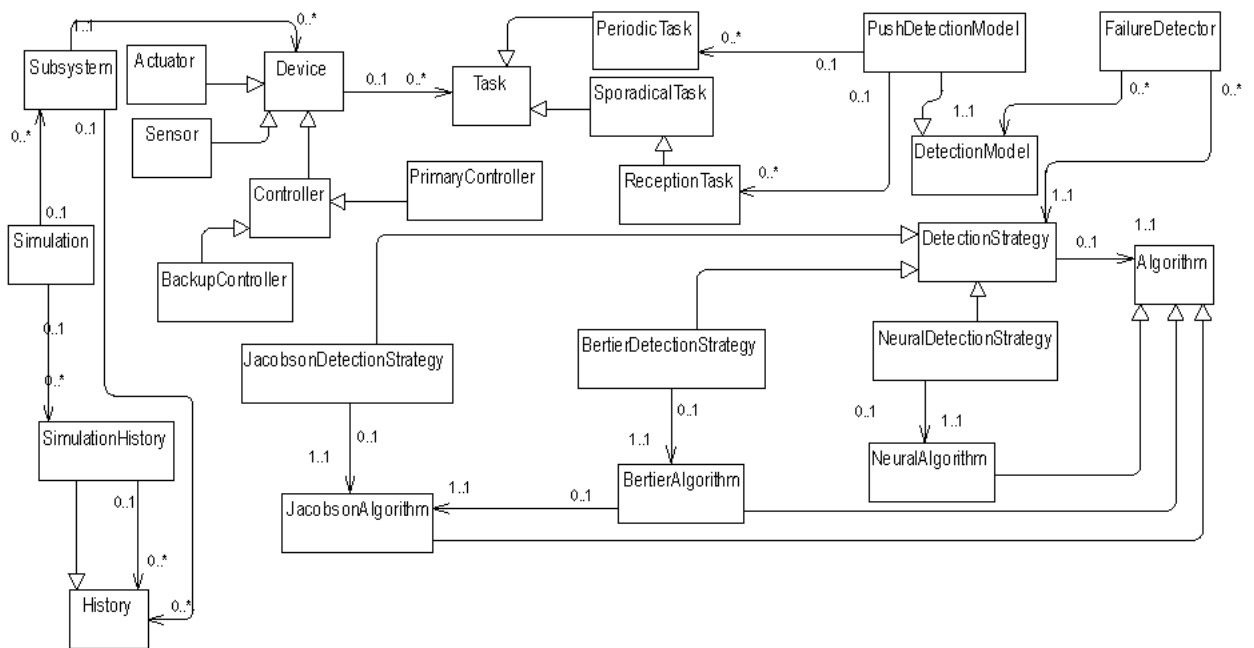 1..1
0..*
Subsystem
Actuator
Device
Sensor
0..1
0..*
Task
PeriodicTask
SporadicalTask
ReceptionTask
0..*
0..1
0..1
0..*
PushDetectionModel
FailureDetector
0..*
0..*
1..1
DetectionModel
0..1
0..*
0..1
Simulation
Controller
PrimaryController
BackupController
1..1
DetectionStrategy
0..1
1..1
Algorithm
0..1
0..*
SimulationHistory
0..1
0..*
0..*
History
JacobsonDetectionStrategy
0..1
1..1
JacobsonAlgorithm
BertierDetectionStrategy
0..1
1..1
BertierAlgorithm
1..1
0..1
NeuralDetectionStrategy
0..1
1..1
NeuralAlgorithm